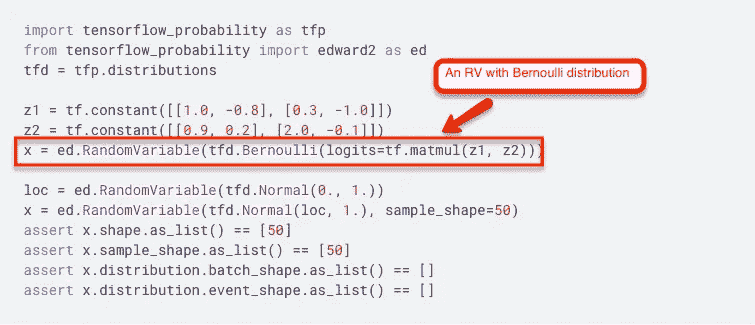 import tensorflow_probability as tfp
from tensorflow_probability import edward2 as ed
tfd = tfp.distributions
An RV with Bernoulli distribution
z1 = tf.constant([[1.0, -0.8], [0.3, -1.0]])
z2 = tf.constant([[0.9, 0.2], [2.0, -0.1]])
x = ed.RandomVariable(tfd.Bernoulli(logits=tf.matmul(z1, z2)))
loc = ed.RandomVariable(tfd.Normal(0., 1.))
x = ed.RandomVariable(tfd.Normal(loc, 1.), sample_shape=50)
assert x.shape.as_list() == [50]
assert x.sample_shape.as_list() == [50]
assert x.distribution.batch_shape.as_list() == []
assert x.distribution.event_shape.as_list() == []